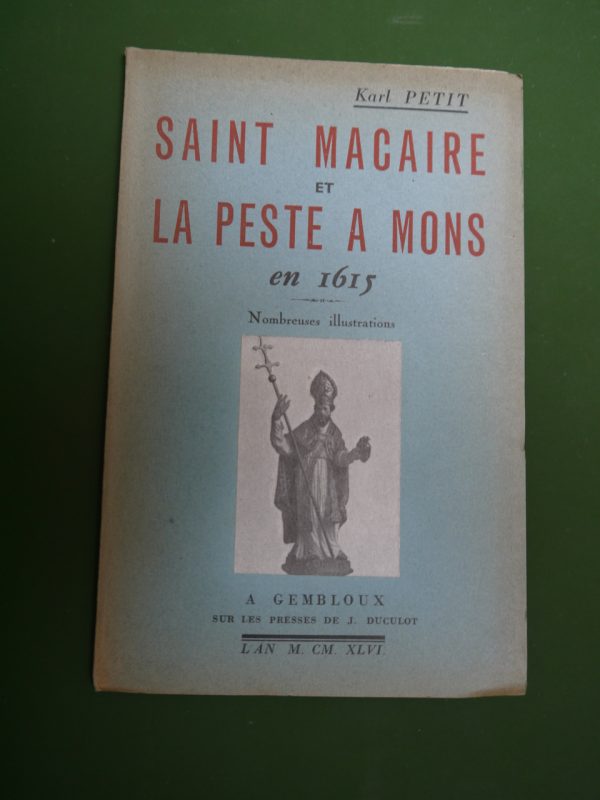 Karl PETIT
SAINT MACAIRE
ET
LA PESTE A MONS
en 1615
Nombreuses illustrations
A GEMBLOUX
SUR LES PRESSES DE J. DUCULOT
L AN M. CM. XLVI.